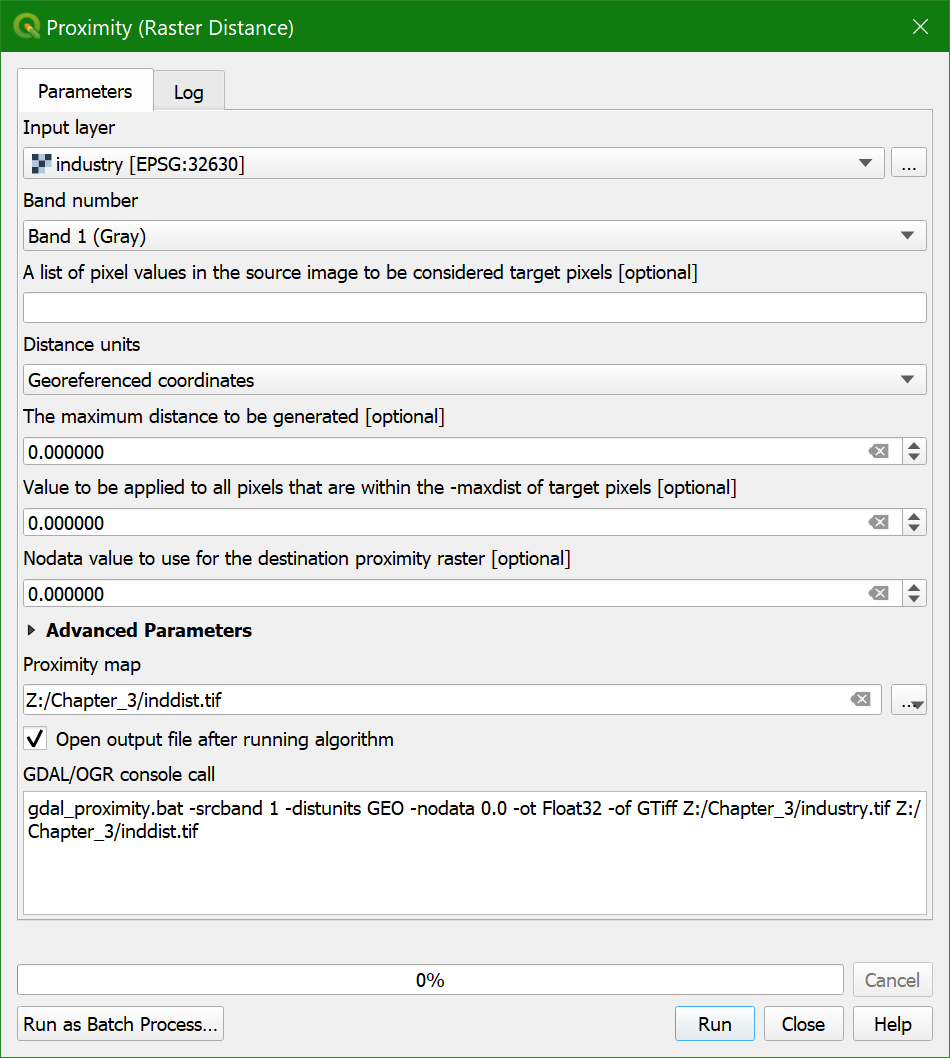 Proximity (Raster Distance)
Parameters
Log
Input layer
industry [EPSG:32630]
...
Band number
Band 1 (Gray)
A list of pixel values in the source image to be considered target pixels [optional]
Distance units
Georeferenced coordinates
The maximum distance to be generated [optional]
0.000000
Value to be applied to all pixels that are within the -maxdist of target pixels [optional]
0.000000
Nodata value to use for the destination proximity raster [optional]
0.000000
Advanced Parameters
Proximity map
Z:/Chapter_3/inddist.tif
...
Open output file after running algorithm
GDAL/OGR console call
gdal_proximity.bat -srcband 1 -distunits GEO -nodata 0.0 -ot Float32 -of GTiff Z:/Chapter_3/industry.tif Z:/
Chapter_3/inddist.tif
0%
Cancel
Run as Batch Process...
Run
Close
Help